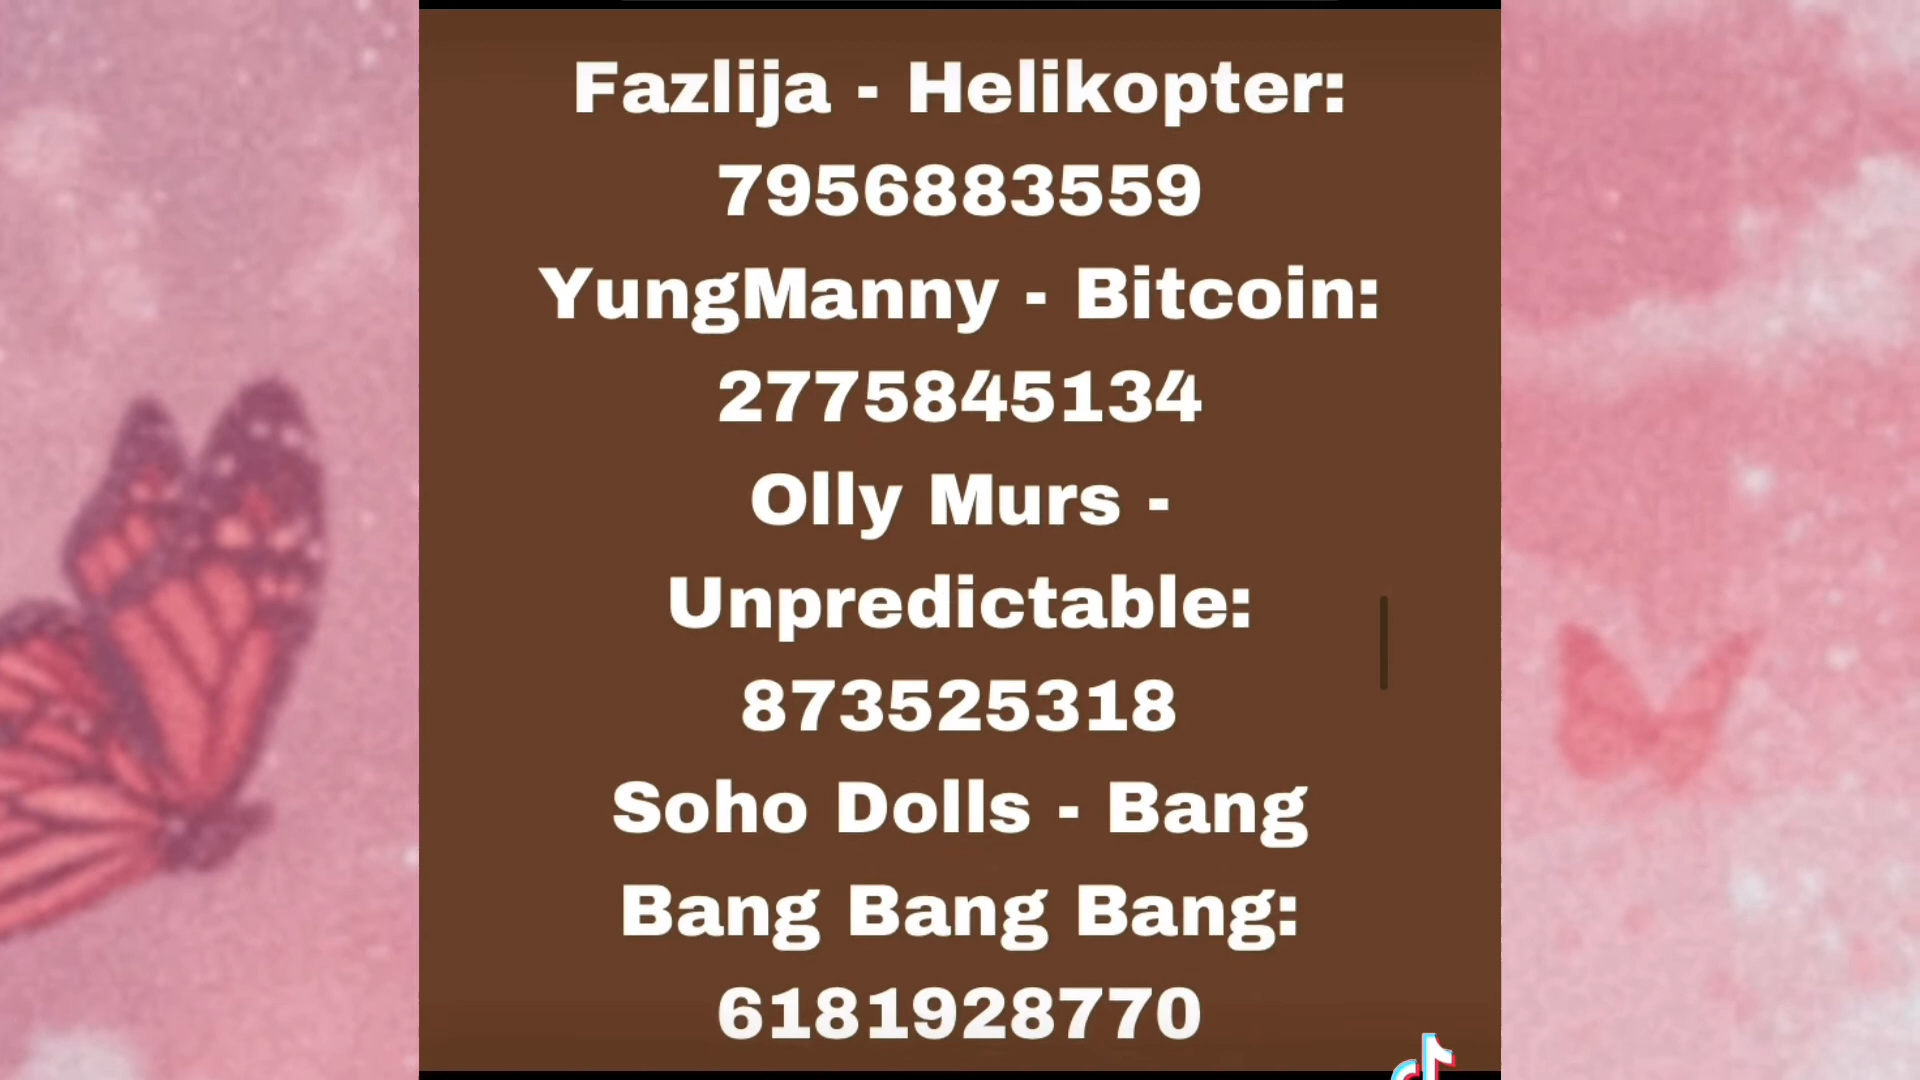 Fazlija - Helikopter:
7956883559
YungManny - Bitcoin:
2775845134
Olly Murs -
Unpredictable:
873525318
Soho Dolls - Bang
Bang Bang Bang:
6181928770